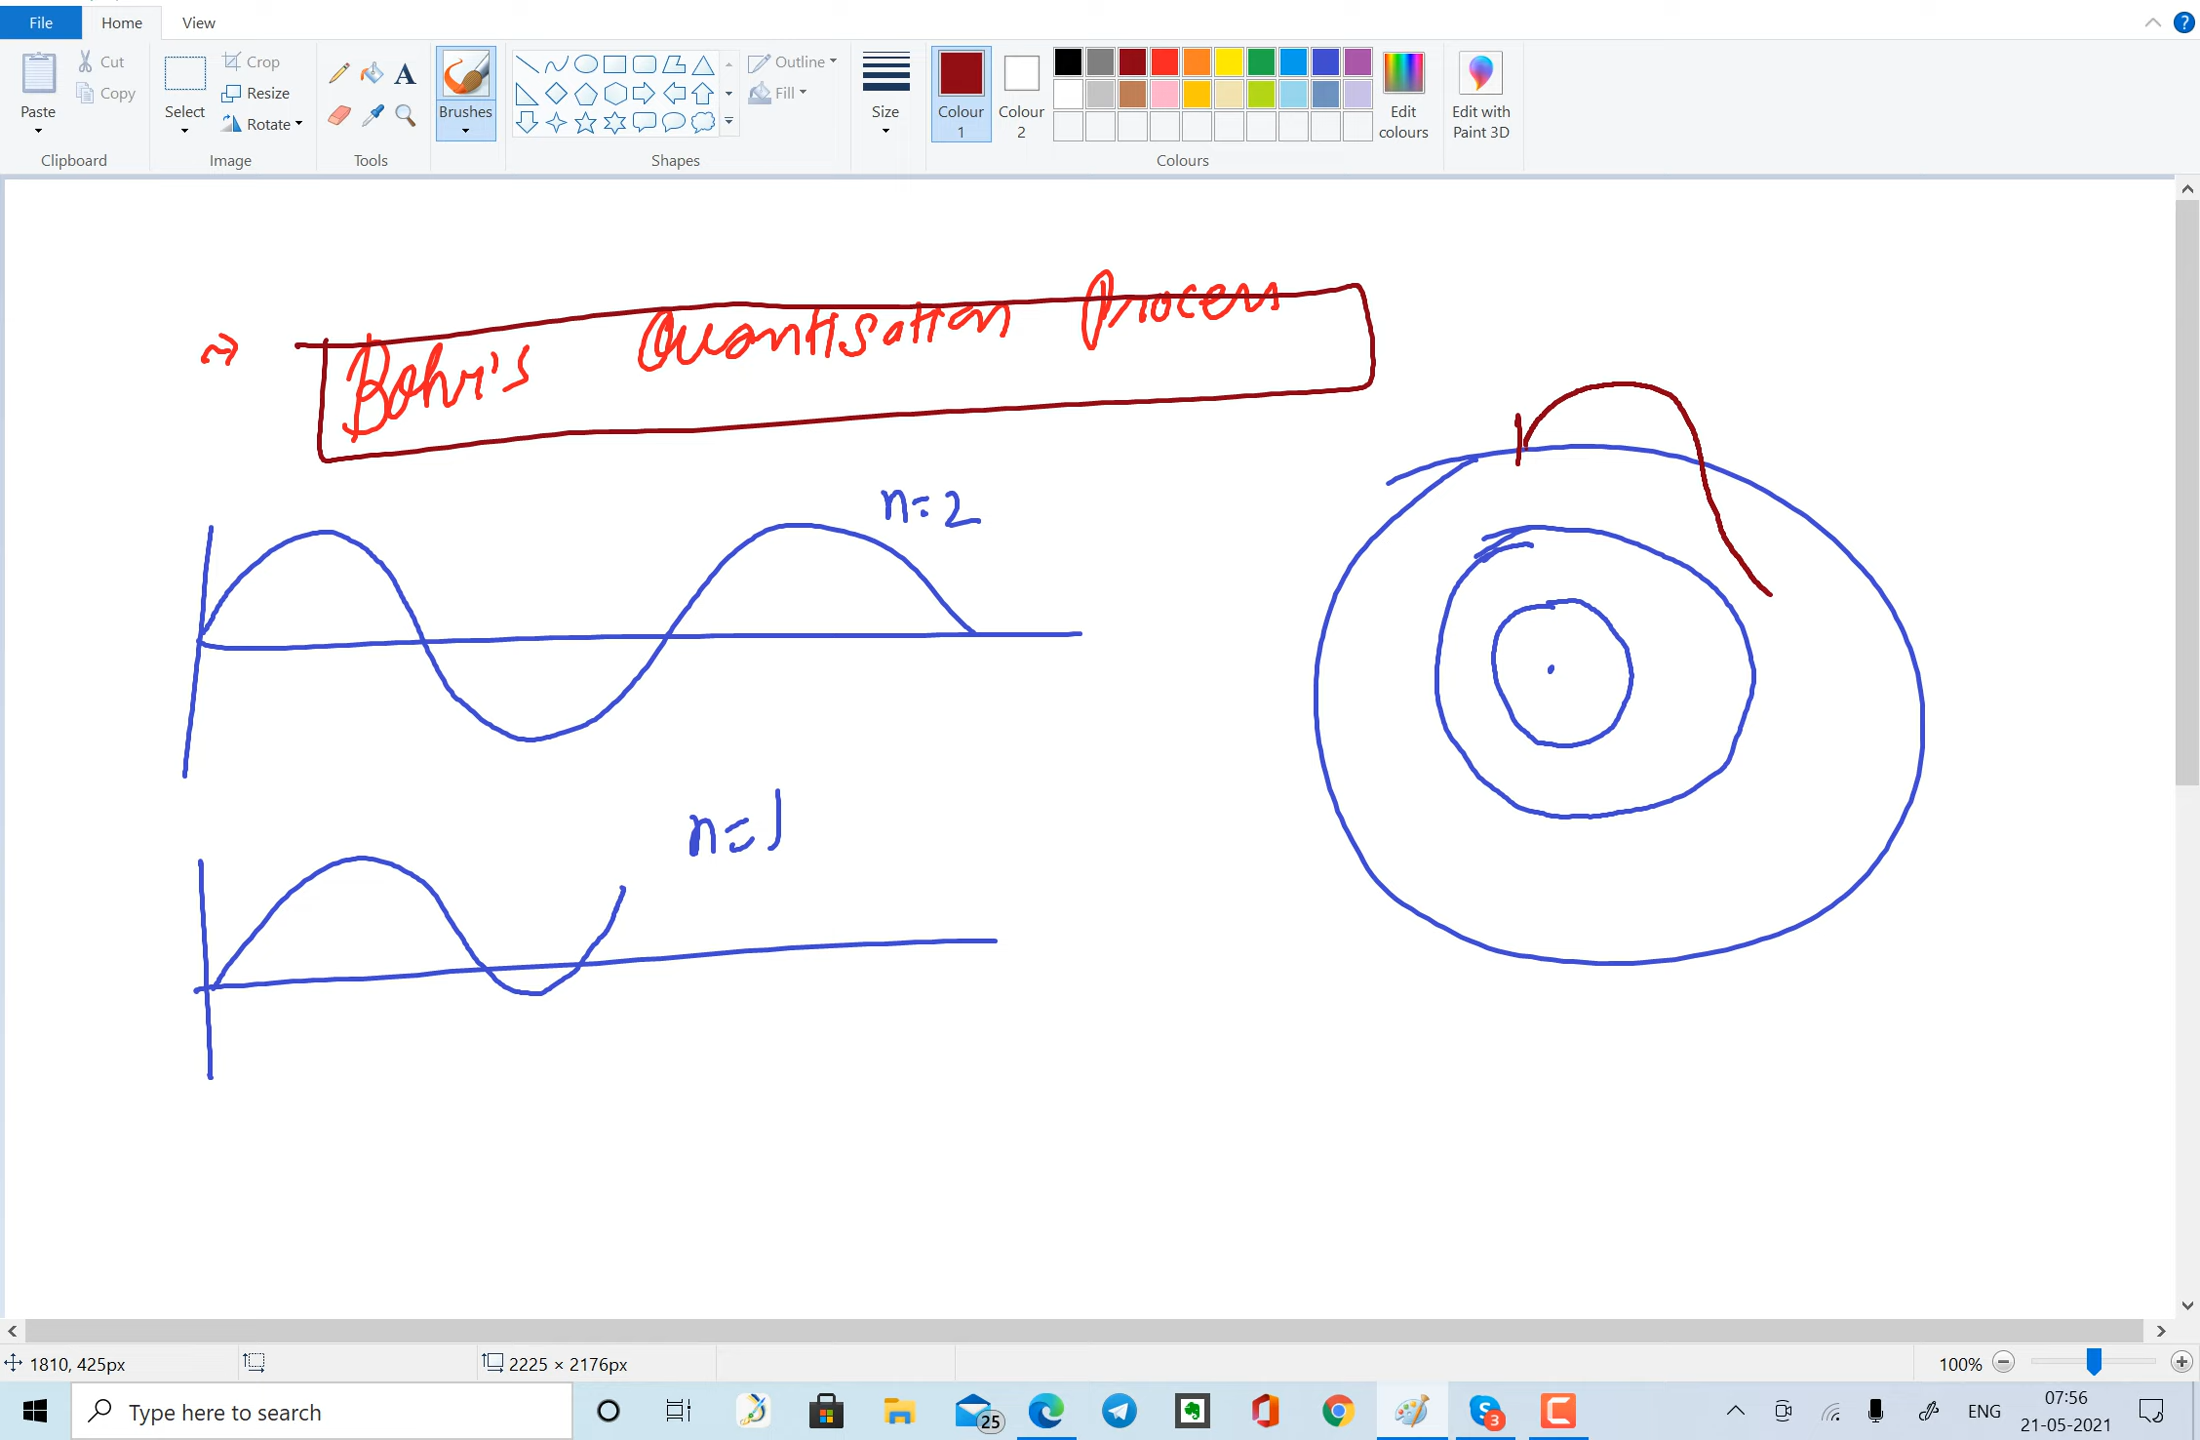 File Home View
Paste Cut Copy Clipboard
Select Crop Resize Rotate Image
Tools
A
Brushes
Outline Fill Shapes
Size
Colour 1 Colour 2 Edit colours Colours
Edit with Paint 3D
⇒ Bohr's Quantisation Process
n=2
n=1
1810, 425px
2225 × 2176px
100%
Type here to search
25
3
ENG
07:56
21-05-2021